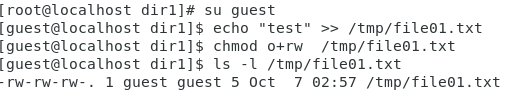 [root@localhost dir1]# su guest
[guest@localhost dir1]$ echo "test" >> /tmp/file01.txt
[guest@localhost dir1]$ chmod o+rw  /tmp/file01.txt
[guest@localhost dir1]$ ls -l /tmp/file01.txt
-rw-rw-rw-. 1 guest guest 5 Oct  7 02:57 /tmp/file01.txt